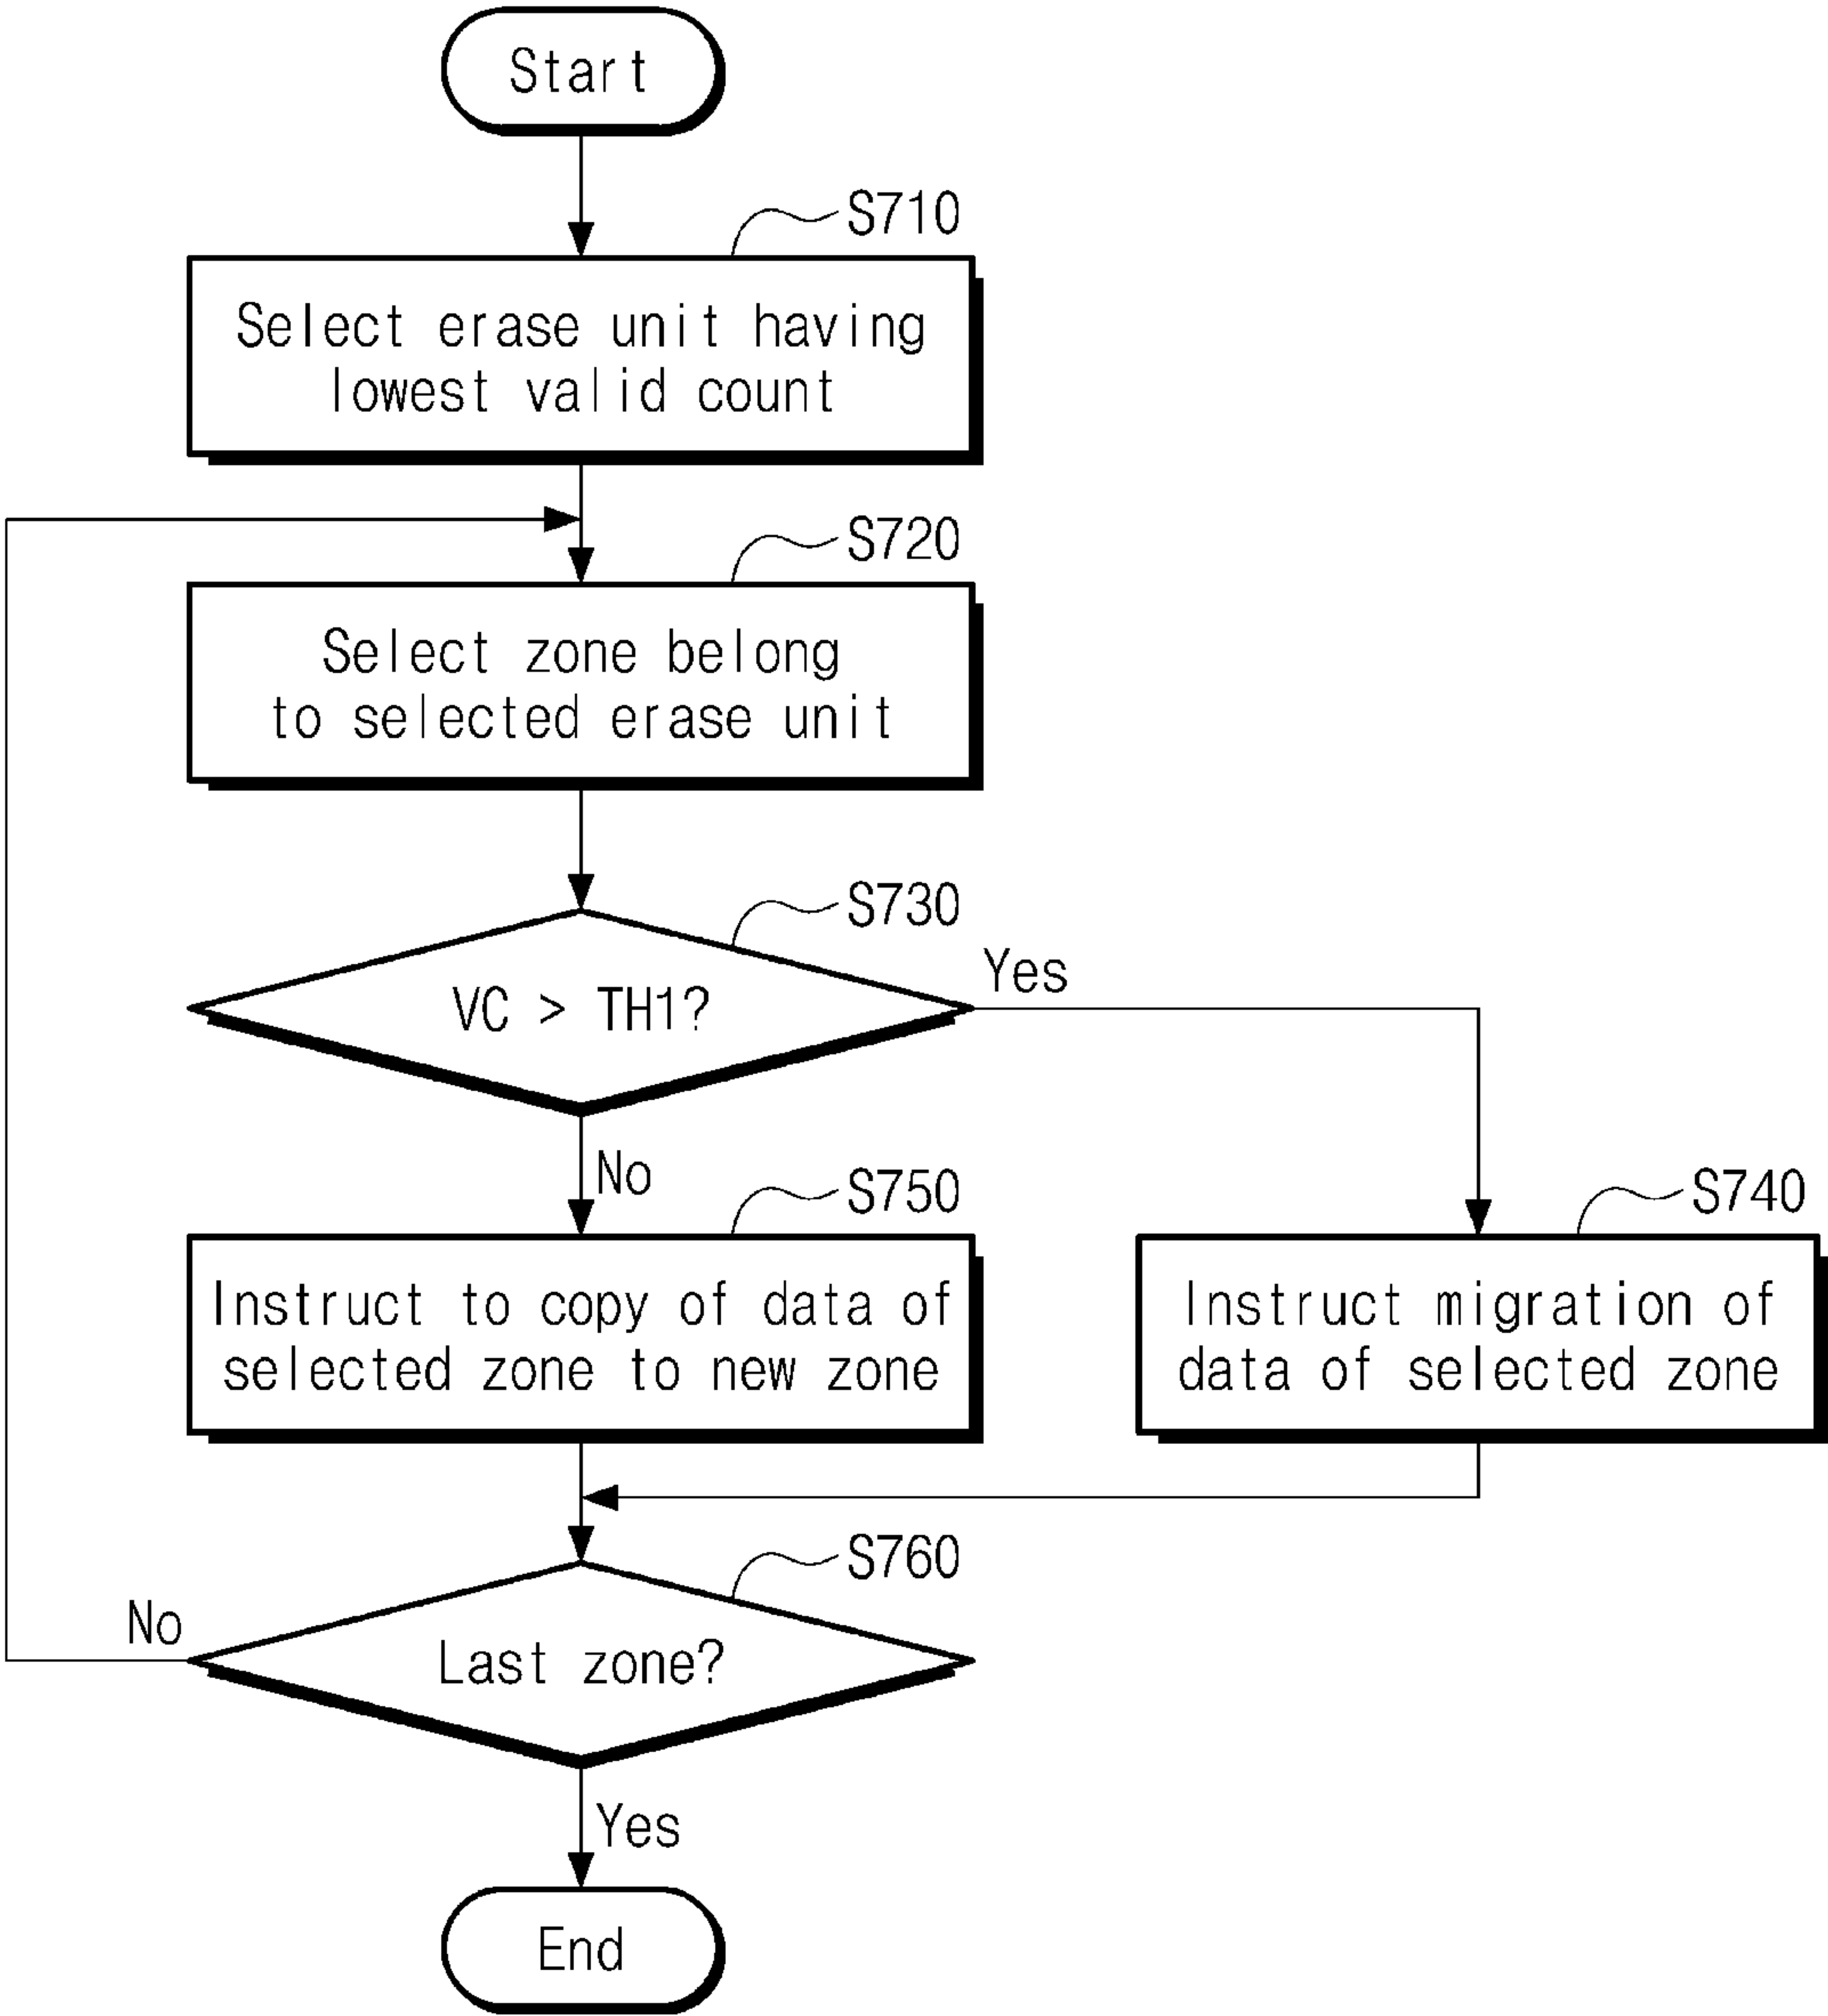 Start
S710
Select erase unit having
lowest valid count
S720
Select zone belong
to selected erase unit
S730
VC > TH1?
Yes
No
S750
S740
Instruct to copy of data of
selected zone to new zone
Instruct migration of
data of selected zone
S760
No
Last zone?
Yes
End